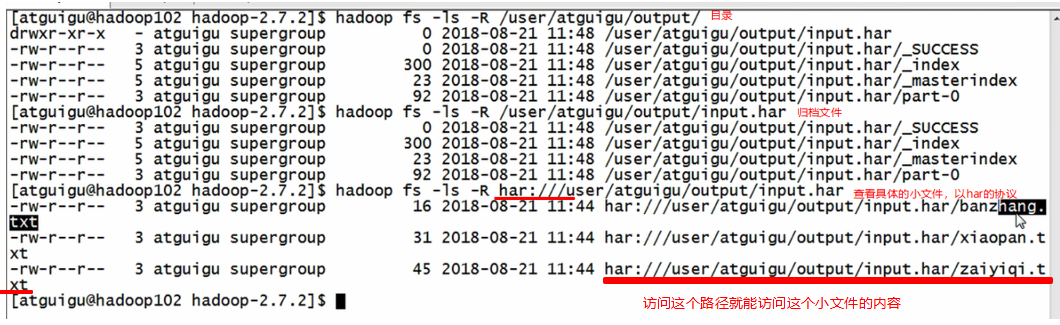 [atguigu@hadoop102 hadoop-2.7.2]$ hadoop fs -ls -R /user/atguigu/output/ 目录
drwxr-xr-x   - atguigu supergroup          0 2018-08-21 11:48 /user/atguigu/output/input.har
-rw-r--r--   3 atguigu supergroup          0 2018-08-21 11:48 /user/atguigu/output/input.har/_SUCCESS
-rw-r--r--   5 atguigu supergroup        300 2018-08-21 11:48 /user/atguigu/output/input.har/_index
-rw-r--r--   5 atguigu supergroup         23 2018-08-21 11:48 /user/atguigu/output/input.har/_masterindex
-rw-r--r--   3 atguigu supergroup         92 2018-08-21 11:48 /user/atguigu/output/input.har/part-0
[atguigu@hadoop102 hadoop-2.7.2]$ hadoop fs -ls -R /user/atguigu/output/input.har 归档文件
-rw-r--r--   3 atguigu supergroup          0 2018-08-21 11:48 /user/atguigu/output/input.har/_SUCCESS
-rw-r--r--   5 atguigu supergroup        300 2018-08-21 11:48 /user/atguigu/output/input.har/_index
-rw-r--r--   5 atguigu supergroup         23 2018-08-21 11:48 /user/atguigu/output/input.har/_masterindex
-rw-r--r--   3 atguigu supergroup         92 2018-08-21 11:48 /user/atguigu/output/input.har/part-0
[atguigu@hadoop102 hadoop-2.7.2]$ hadoop fs -ls -R har:///user/atguigu/output/input.har 查看具体的小文件，以har的协议
-rw-r--r--   3 atguigu supergroup         16 2018-08-21 11:44 har:///user/atguigu/output/input.har/banzhang.
txt
-rw-r--r--   3 atguigu supergroup         31 2018-08-21 11:44 har:///user/atguigu/output/input.har/xiaopan.t
xt
-rw-r--r--   3 atguigu supergroup         45 2018-08-21 11:44 har:///user/atguigu/output/input.har/zaiyiqi.t
xt
[atguigu@hadoop102 hadoop-2.7.2]$
访问这个路径就能访问这个小文件的内容